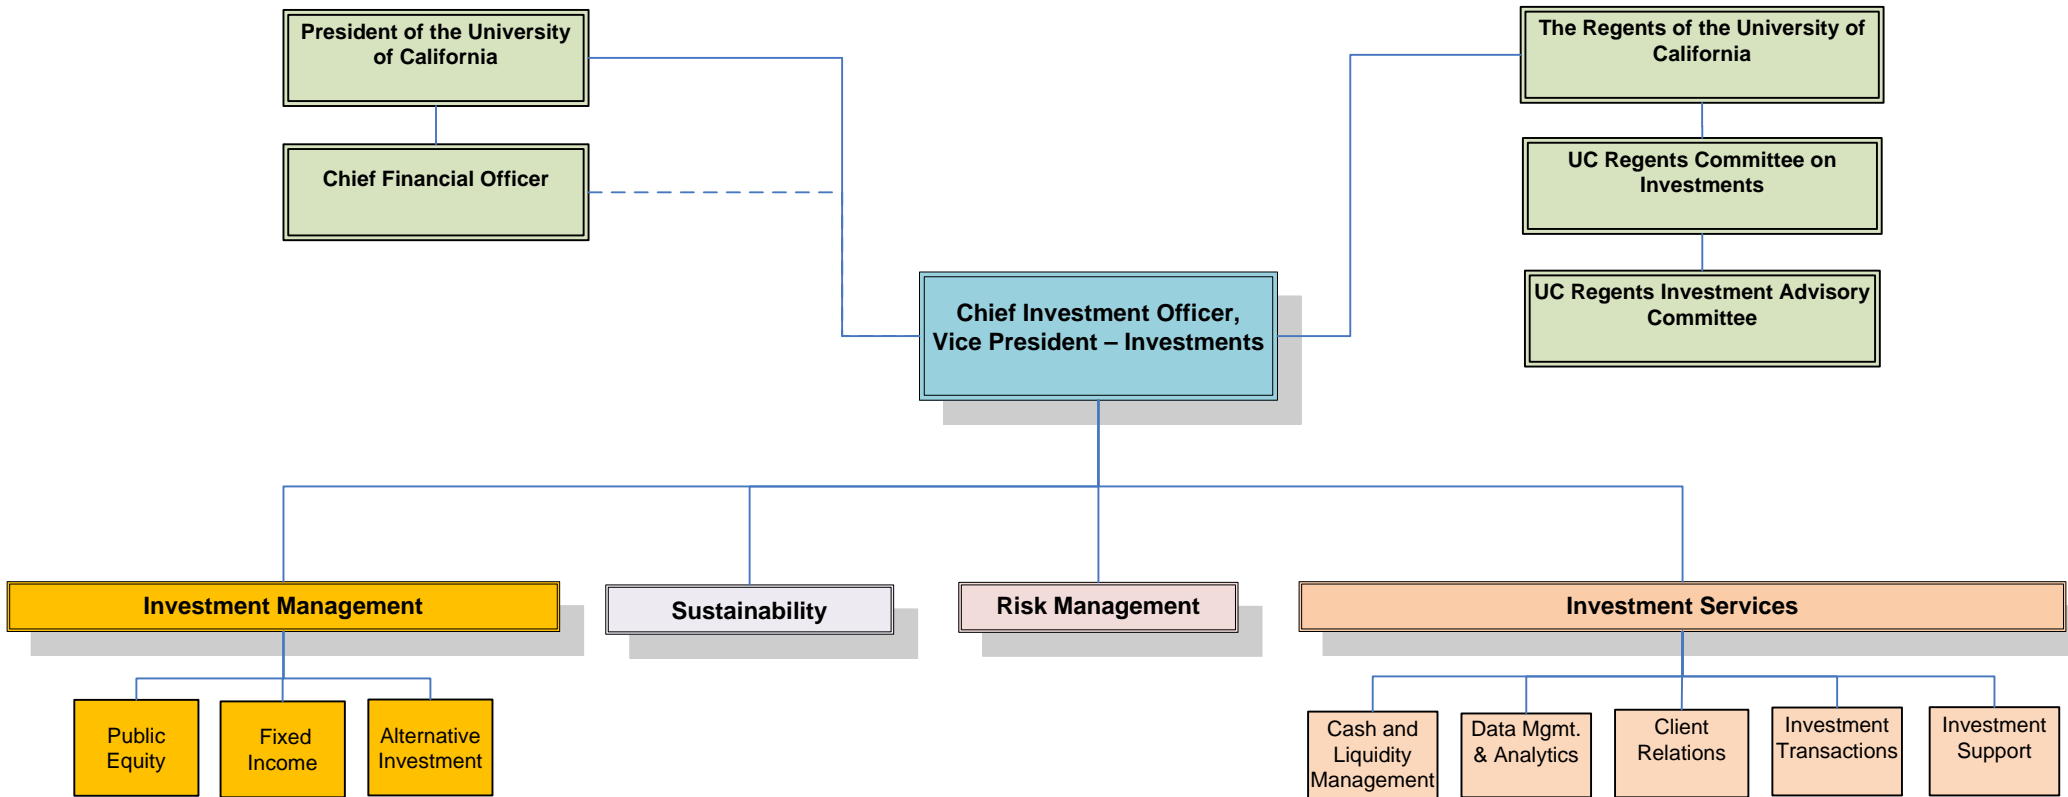 President of the University
of California
The Regents of the University of
California
Chief Financial Officer
UC Regents Committee on
Investments
UC Regents Investment Advisory
Committee
Chief Investment Officer,
Vice President – Investments
Investment Management
Sustainability
Risk Management
Investment Services
Public
Equity
Fixed
Income
Alternative
Investment
Cash and
Liquidity
Management
Data Mgmt.
& Analytics
Client
Relations
Investment
Transactions
Investment
Support